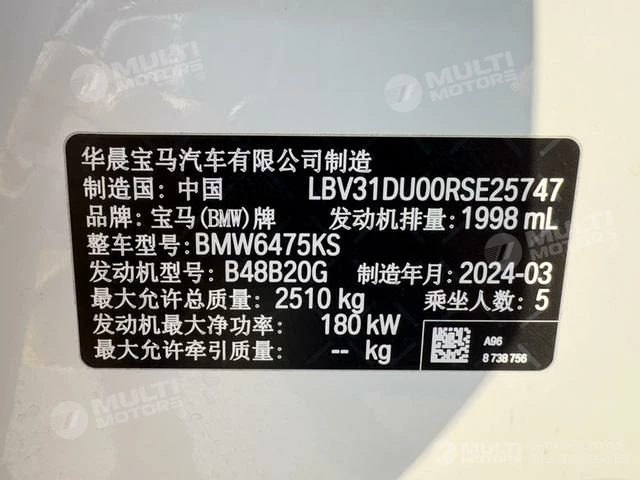 MULTI
MOTORS
MULTI
MOTORS
华晨宝马汽车有限公司制造
制造国: 中国 LBV31DU00RSE25747
品牌: 宝马(BMW)牌 发动机排量: 1998 mL
整车型号: BMW6475KS
发动机型号: B48B20G 制造年月: 2024-03
最大允许总质量: 2510 kg 乘坐人数: 5
发动机最大净功率: 180 kW
最大允许牵引质量: -- kg
A96
8 738 756
MULTI
MOTORS
MULTI
MOTORS